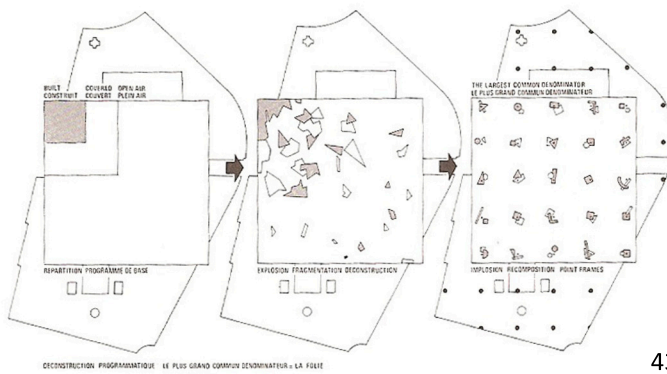 BUILT COVERED OPEN AIR
CONSTRUIT COUVERT PLEIN AIR
REPARTITION PROGRAMME DE BASE
EXPLOSION FRAGMENTATION DECONSTRUCTION
THE LARGEST COMMON DENOMINATOR
LE PLUS GRAND COMMUN DENOMINATEUR
IMPLOSION RECOMPOSITION POINT FRAMES
DECONSTRUCTION PROGRAMMATIQUE LE PLUS GRAND COMMUN DENOMINATEUR = LA FOLIE